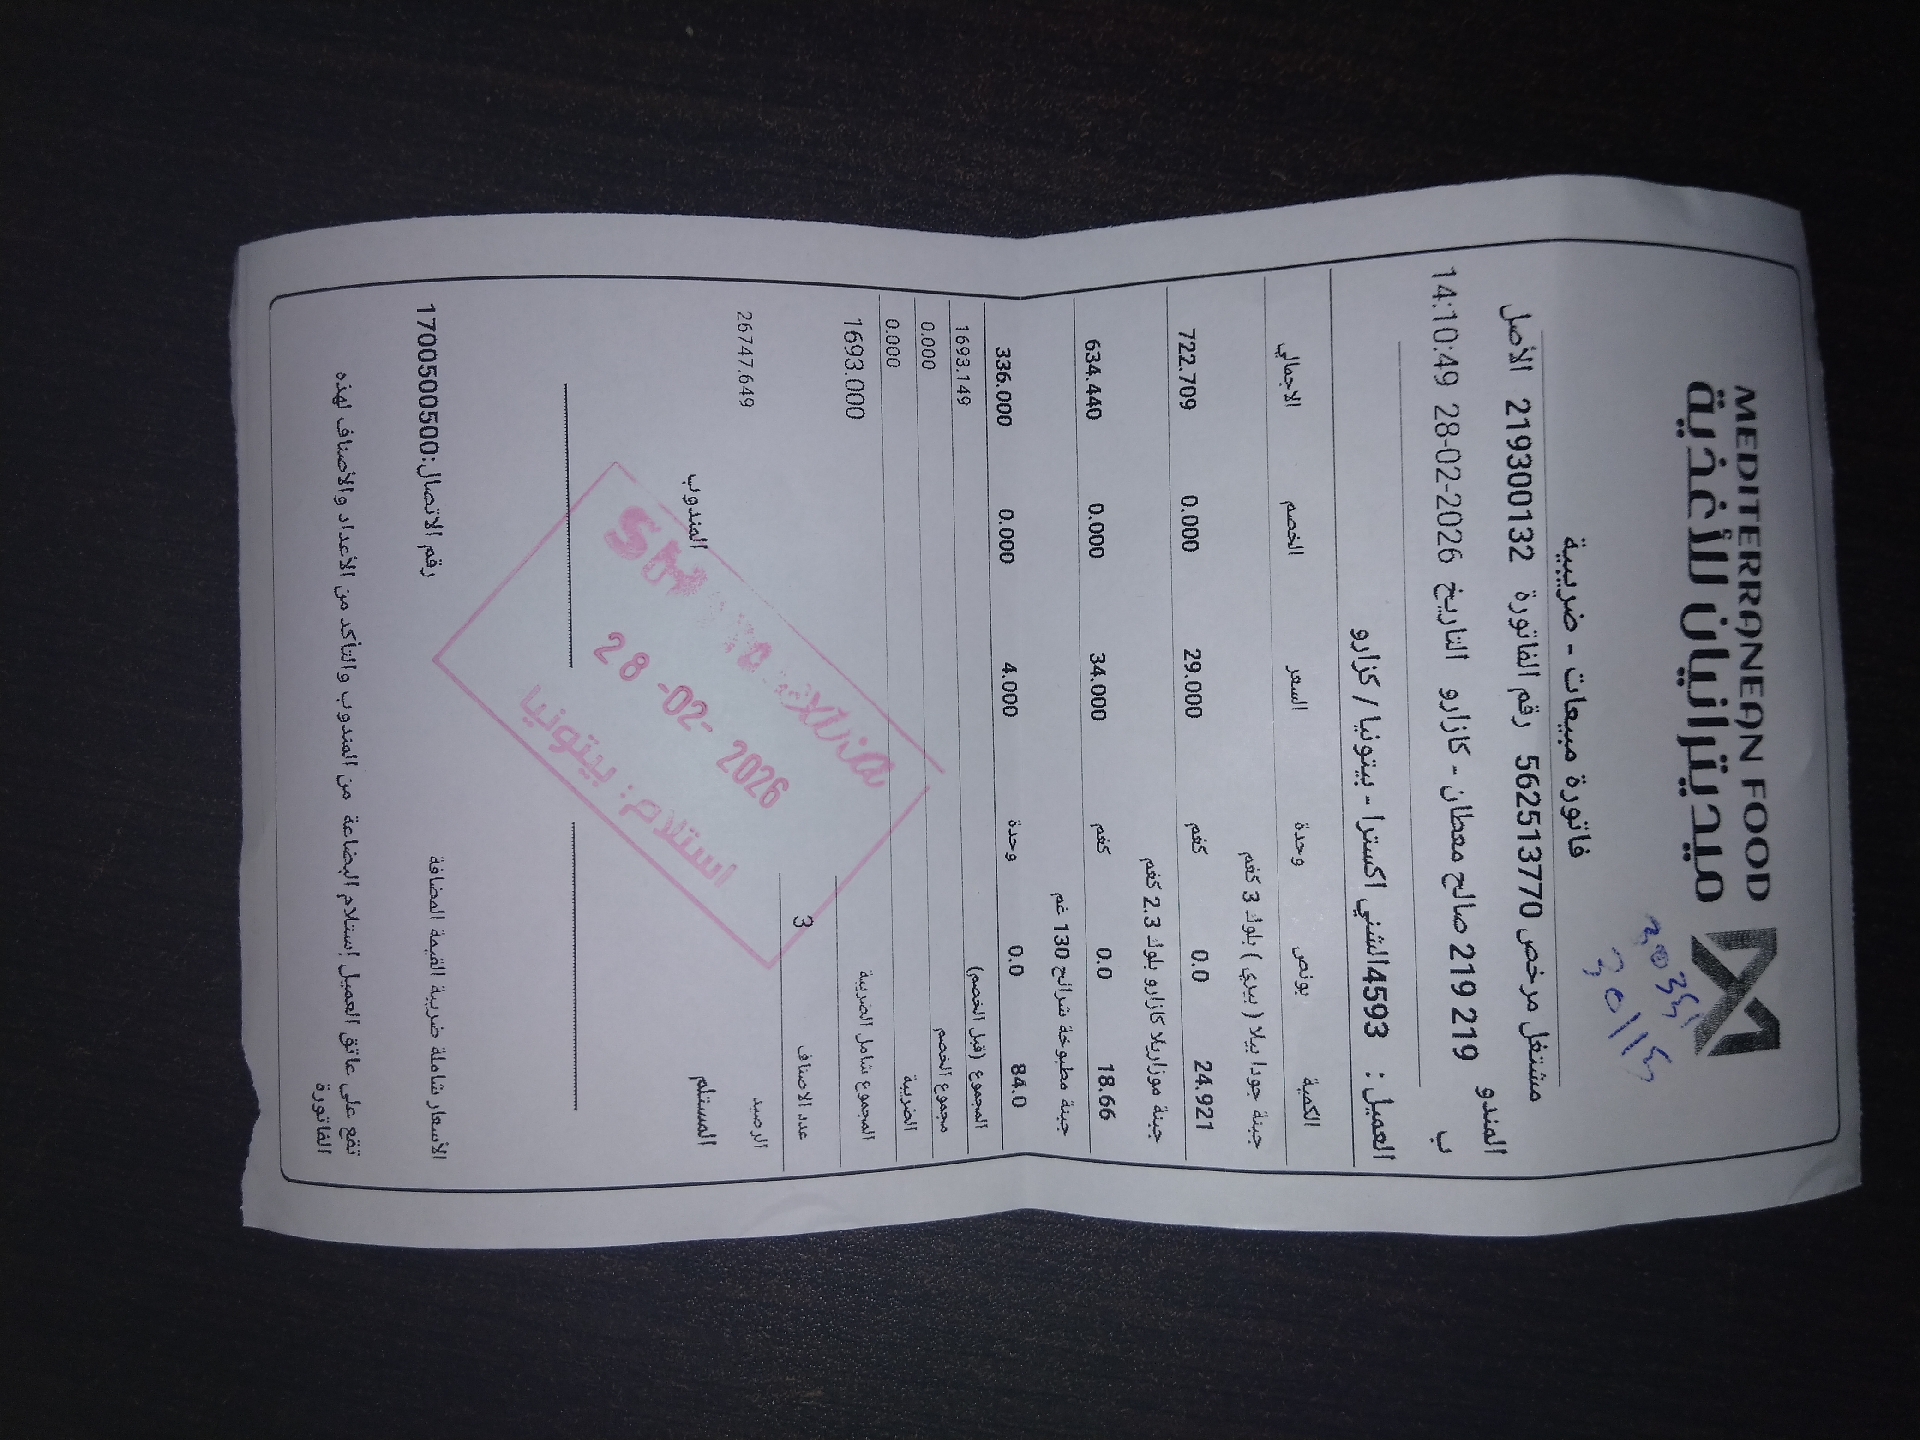 MEDITERRANEAN FOOD
ميديترانيان للأغذية
فاتورة مبيعات - ضريبية
مشتغل مرخص 562513770 رقم الفاتورة 219300132 الأصل
المندوب 219 219 صالح معطان - كازارو التاريخ 28-02-2026 14:10:49
العميل : 4593الشني اكسترا - بيتونيا / كزارو
الكمية بونص وحدة السعر الخصم الاجمالي
جبنة جودا بيلا ( بيري ) بلوك 3 كغم
24.921 0.0 كغم 29.000 0.000 722.709
جبنة موزاريلا كازارو بلوك 2.3 كغم
18.66 0.0 كغم 34.000 0.000 634.440
جبنة مطبوخة شرائح 130 غم
84.0 0.0 وحدة 4.000 0.000 336.000
المجموع (قبل الخصم) 1693.149
مجموع الخصم 0.000
الضريبة 0.000
المجموع شامل الضريبة 1693.000
عدد الاصناف 3
الرصيد 26747.649
المستلم المندوب
extra
28 -02- 2026
استلام: بيتونيا
الأسعار شاملة ضريبة القيمة المضافة رقم الاتصال:1700500500
تقع على عاتق العميل إستلام البضاعة من المندوب والتأكد من الأعداد والأصناف لهذه
الفاتورة